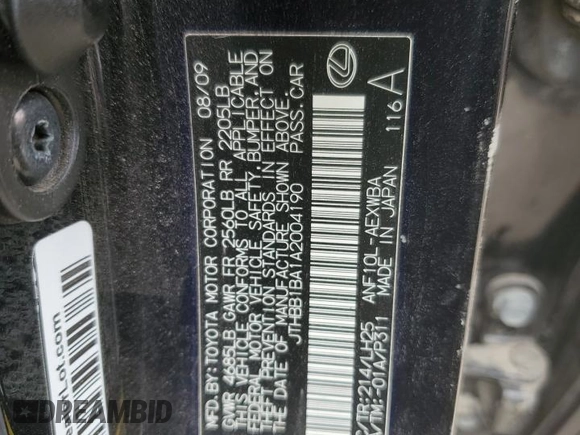 MFD.BY:TOYOTA MOTOR CORPORATION 08/09
GVWR 4685LB GAWR FR 2560LB RR 2205LB
THIS VEHICLE CONFORMS TO ALL APPLICABLE
FEDERAL MOTOR VEHICLE SAFETY, BUMPER, AND
THEFT PREVENTION STANDARDS IN EFFECT ON
THE DATE OF MANUFACTURE SHOWN ABOVE.
JTHBB1BA1A2004190 PASS.CAR
C/TR:214/LH25 ANF10L-AEXWBA
A/TM:-01A/P311 MADE IN JAPAN 116 A
DREAMBID